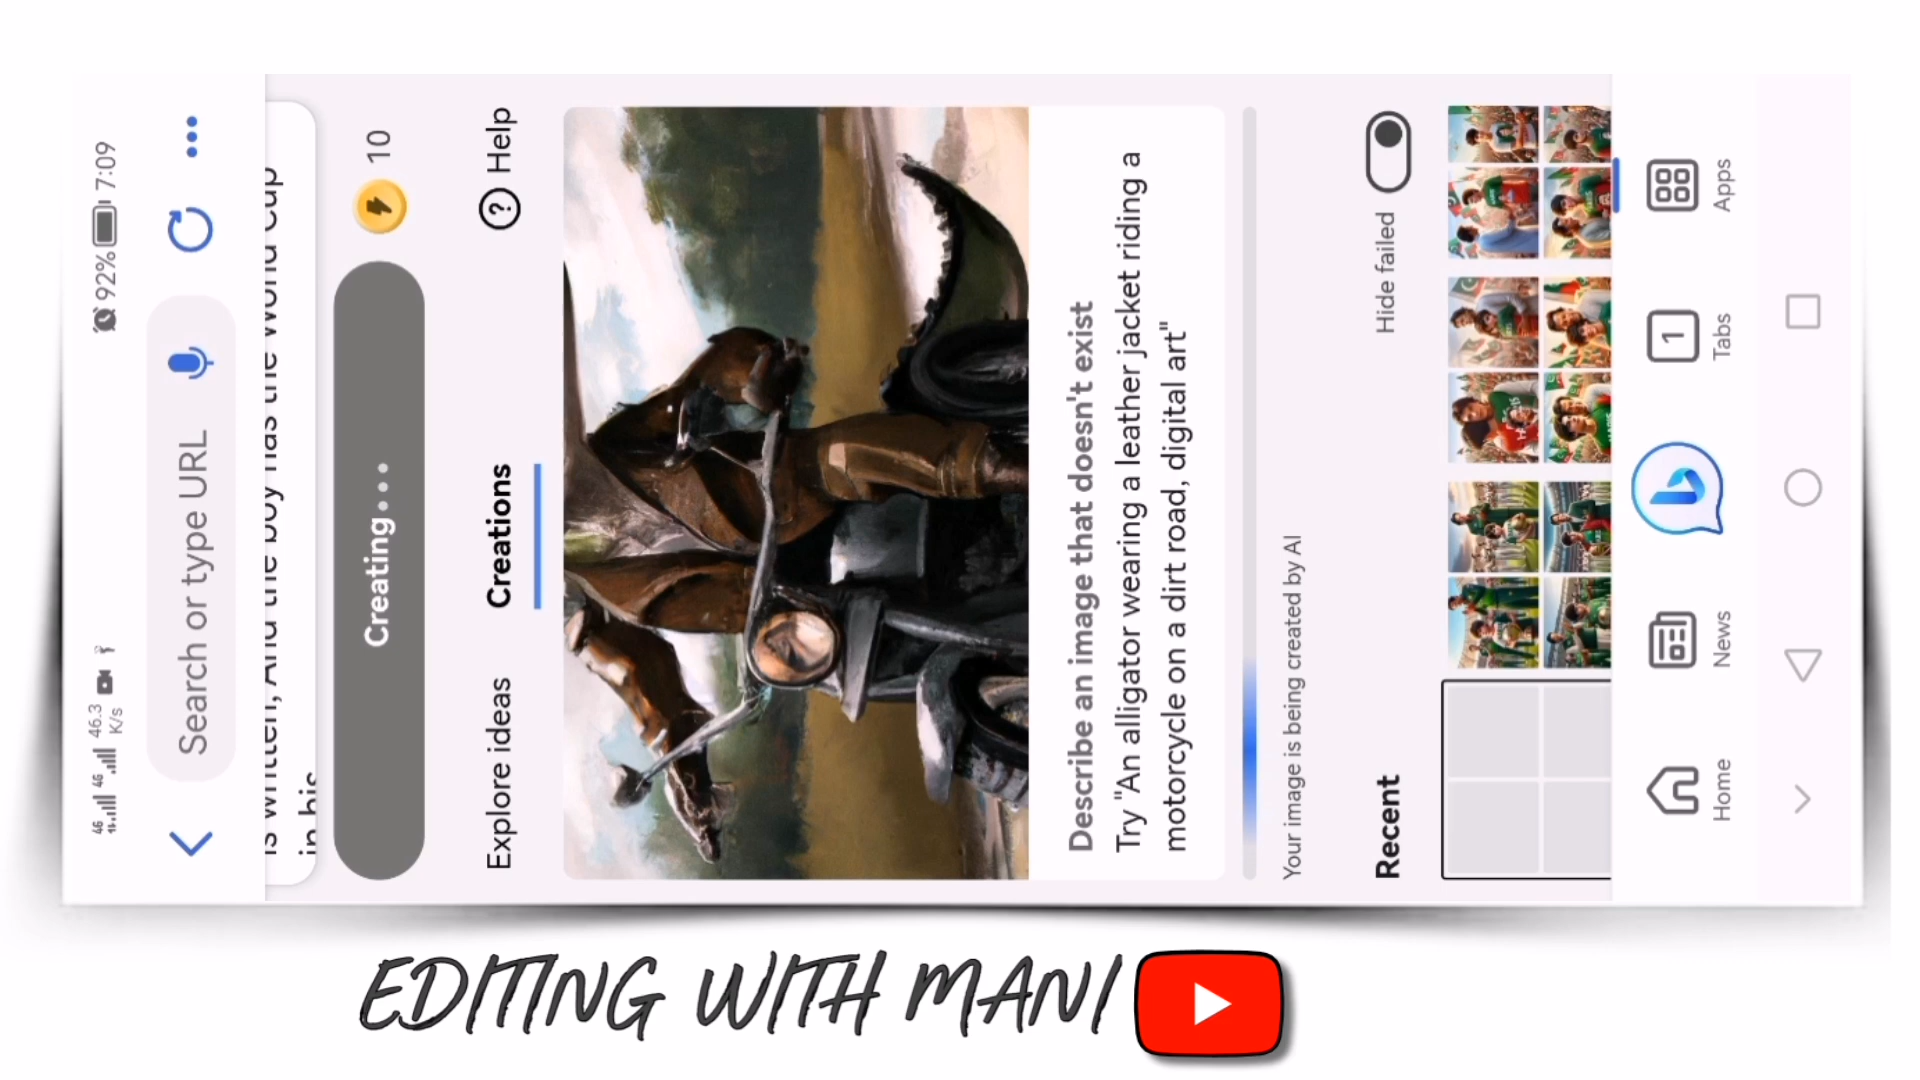 4G 4G 46.3 K/s 92% 7:09
Search or type URL
is written, And the boy has the World Cup
in his
Creating...
10
Explore ideas Creations Help
Describe an image that doesn't exist
Try "An alligator wearing a leather jacket riding a
motorcycle on a dirt road, digital art"
Your image is being created by AI
Recent Hide failed
1
Home News Tabs Apps
EDITING WITH MANI